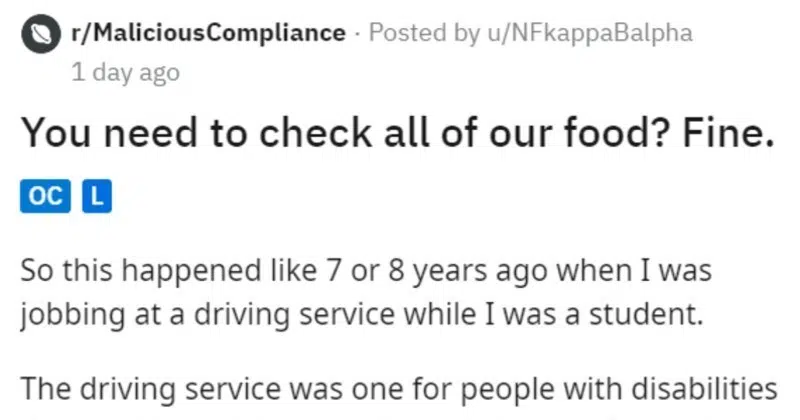 r/MaliciousCompliance · Posted by u/NFkappaBalpha
1 day ago
You need to check all of our food? Fine.
OC L
So this happened like 7 or 8 years ago when I was
jobbing at a driving service while I was a student.
The driving service was one for people with disabilities